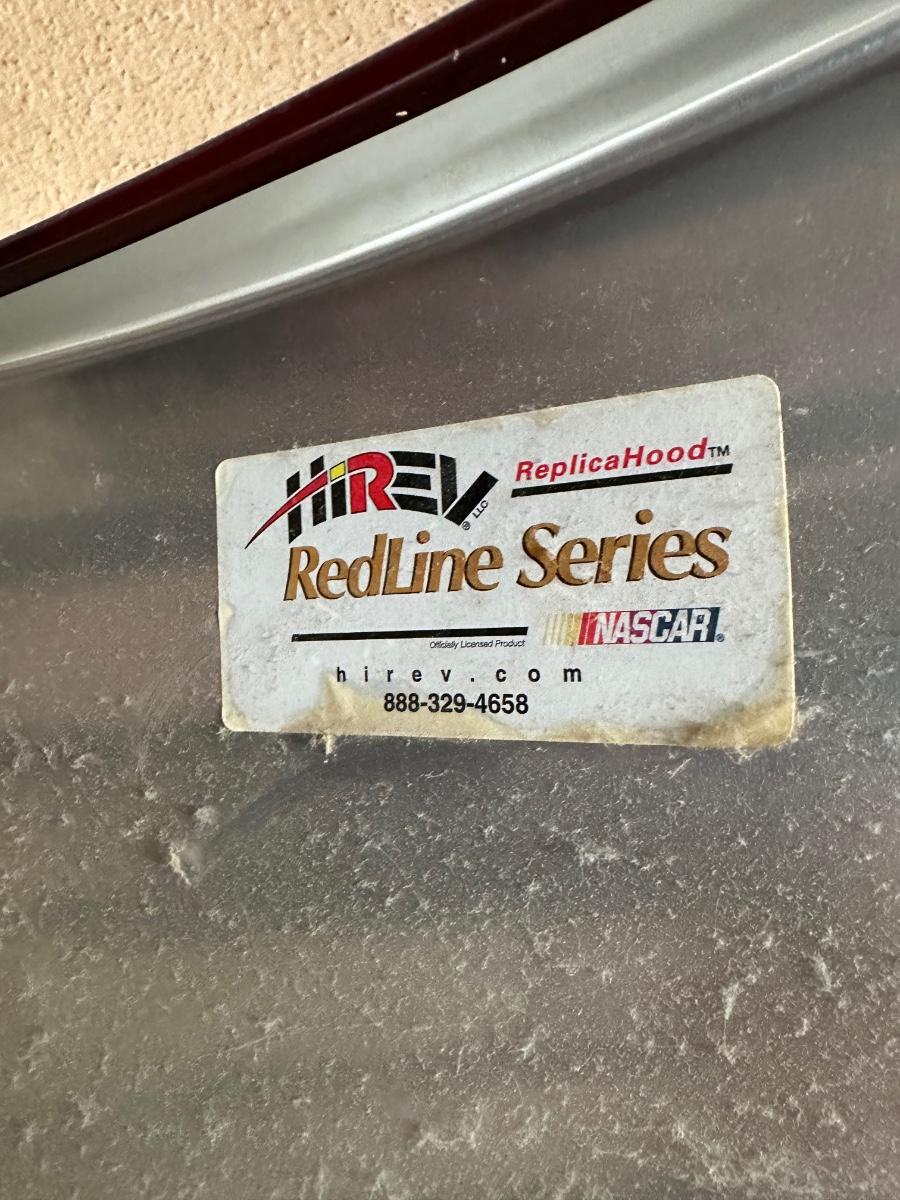 HiREV® LLC
ReplicaHood™
RedLine Series
Officially Licensed Product
NASCAR®
hirev.com
888-329-4658